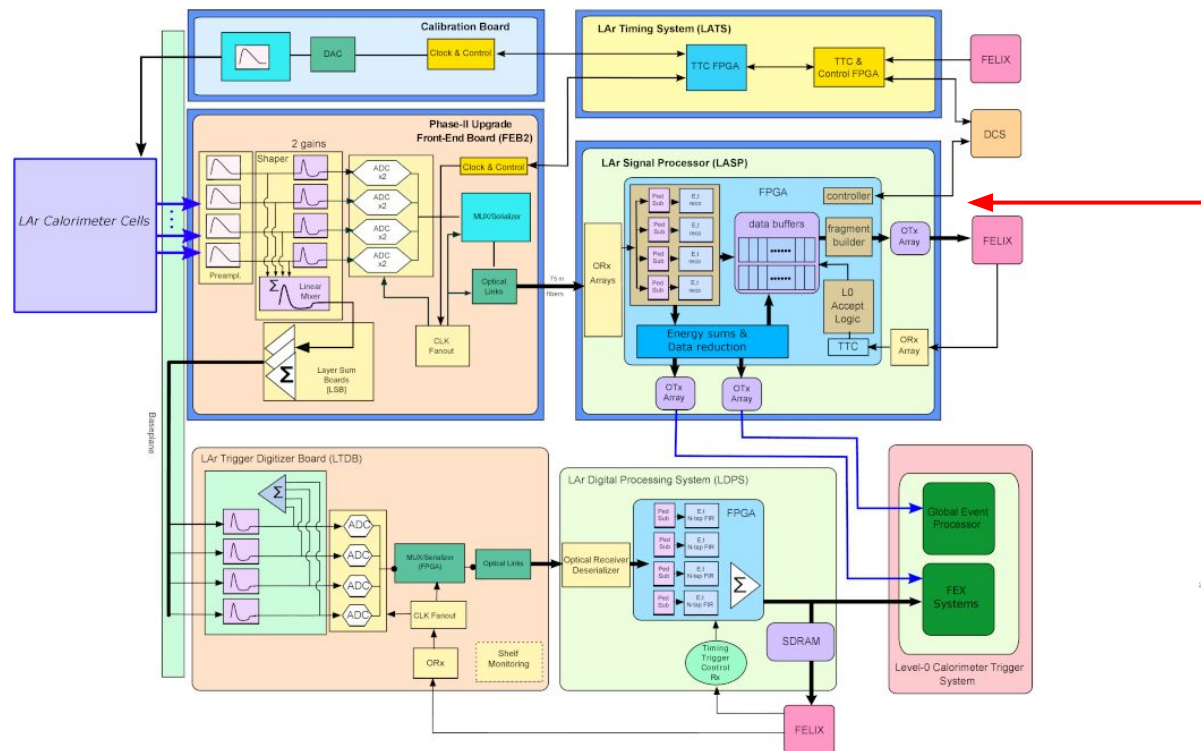 Calibration Board
DAC
Clock & Control
LAr Timing System (LATS)
TTC FPGA
TTC &
Control FPGA
FELIX
DCS
Phase-II Upgrade
Front-End Board (FEB2)
2 gains
Shaper
Clock & Control
ADC
x2
ADC
x2
ADC
x2
ADC
x2
MUX/Serializer
Optical
Links
Preampl.
Σ
Linear
Mixer
CLK
Fanout
Σ
Layer Sum
Boards
[LSB]
LAr Calorimeter Cells
Baseplane
fibers
LAr Signal Processor (LASP)
FPGA
controller
ORx
Arrays
Ped
Sub
E,t
reco
Ped
Sub
E,t
reco
Ped
Sub
E,t
reco
Ped
Sub
E,t
reco
data buffers
fragment
builder
OTx
Array
FELIX
L0
Accept
Logic
TTC
ORx
Array
Energy sums &
Data reduction
OTx
Array
OTx
Array
LAr Trigger Digitizer Board (LTDB)
Σ
ADC
ADC
ADC
ADC
MUX/Serializer
(FPGA)
Optical Links
CLK Fanout
ORx
Shelf
Monitoring
LAr Digital Processing System (LDPS)
FPGA
Optical Receiver
Deserializer
Ped
Sub
E,t
N-tap FIR
Ped
Sub
E,t
N-tap FIR
Ped
Sub
E,t
N-tap FIR
Ped
Sub
E,t
N-tap FIR
Σ
SDRAM
Timing
Trigger
Control
Rx
FELIX
Global Event
Processor
FEX
Systems
Level-0 Calorimeter Trigger
System